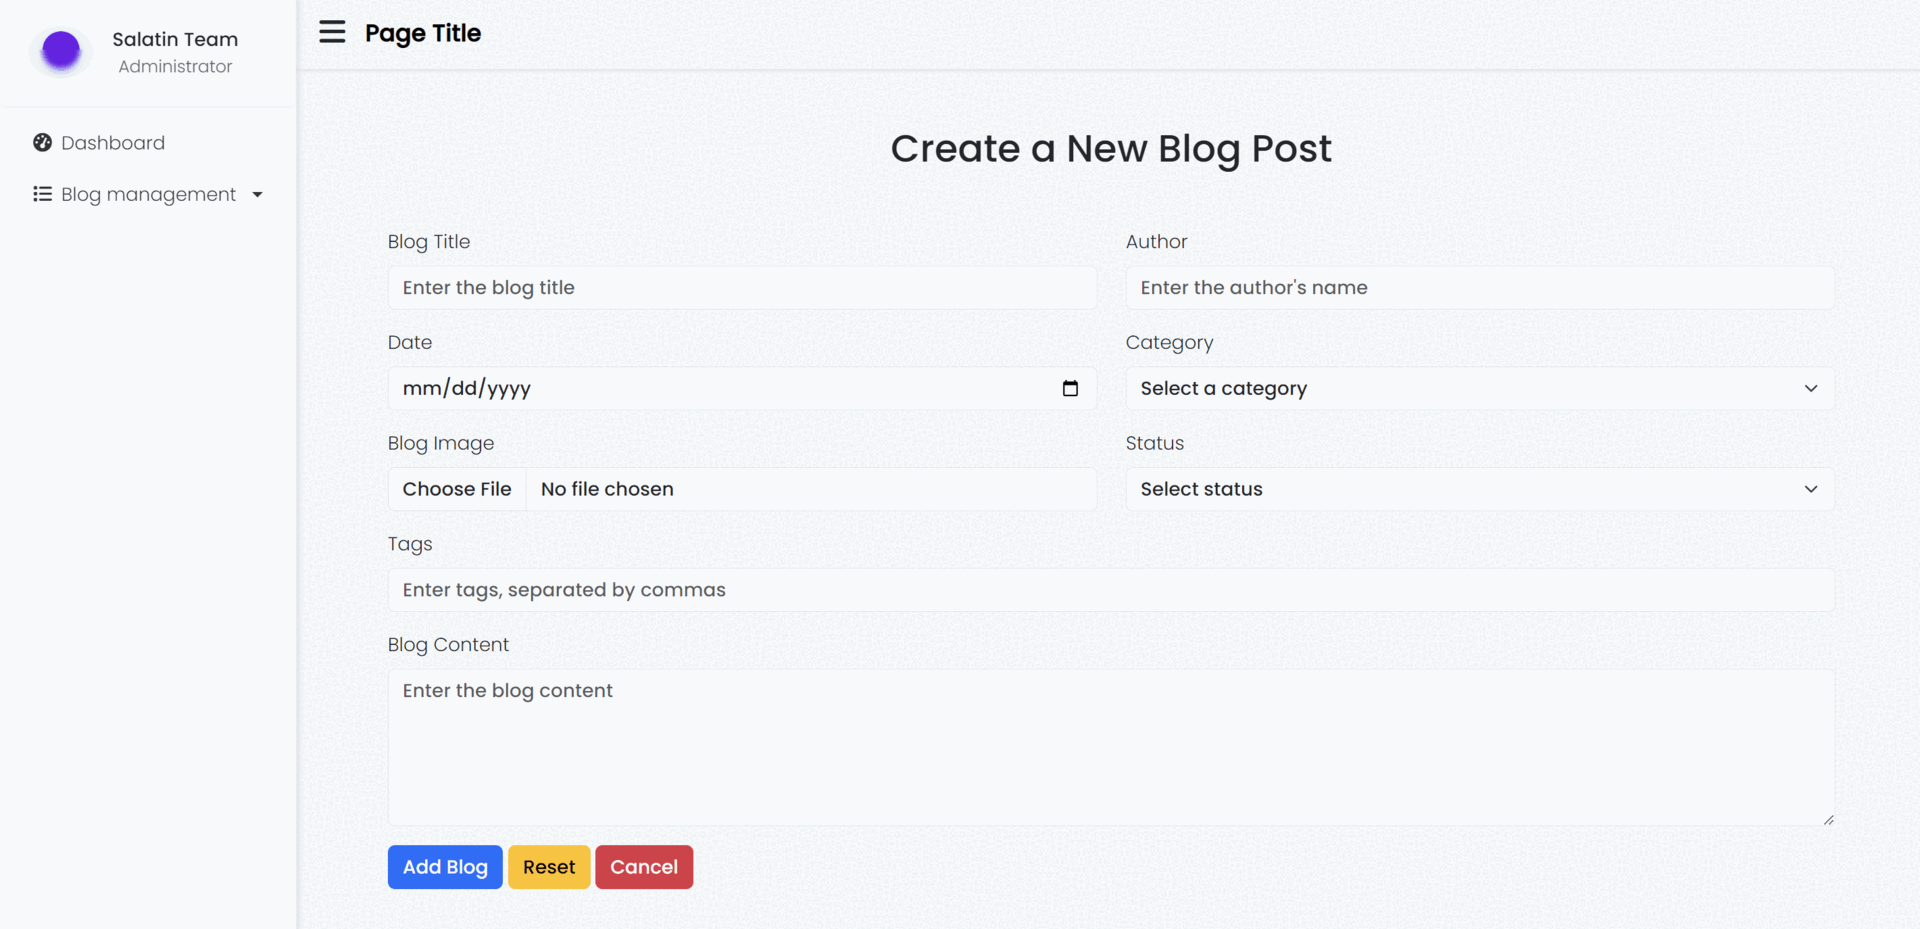 Salatin Team
Administrator
Dashboard
Blog management
Page Title
Create a New Blog Post
Blog Title
Enter the blog title
Author
Enter the author's name
Date
mm/dd/yyyy
Category
Select a category
Blog Image
Choose File No file chosen
Status
Select status
Tags
Enter tags, separated by commas
Blog Content
Enter the blog content
Add Blog Reset Cancel